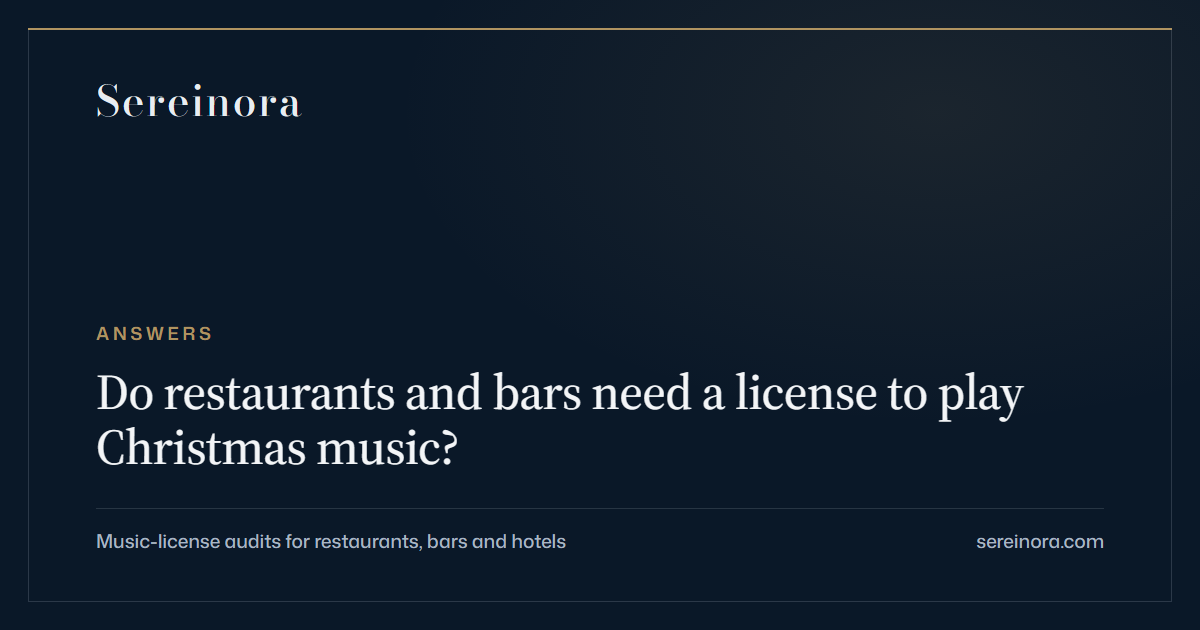 Sereinora
ANSWERS
Do restaurants and bars need a license to play
Christmas music?
Music-license audits for restaurants, bars and hotels
sereinora.com